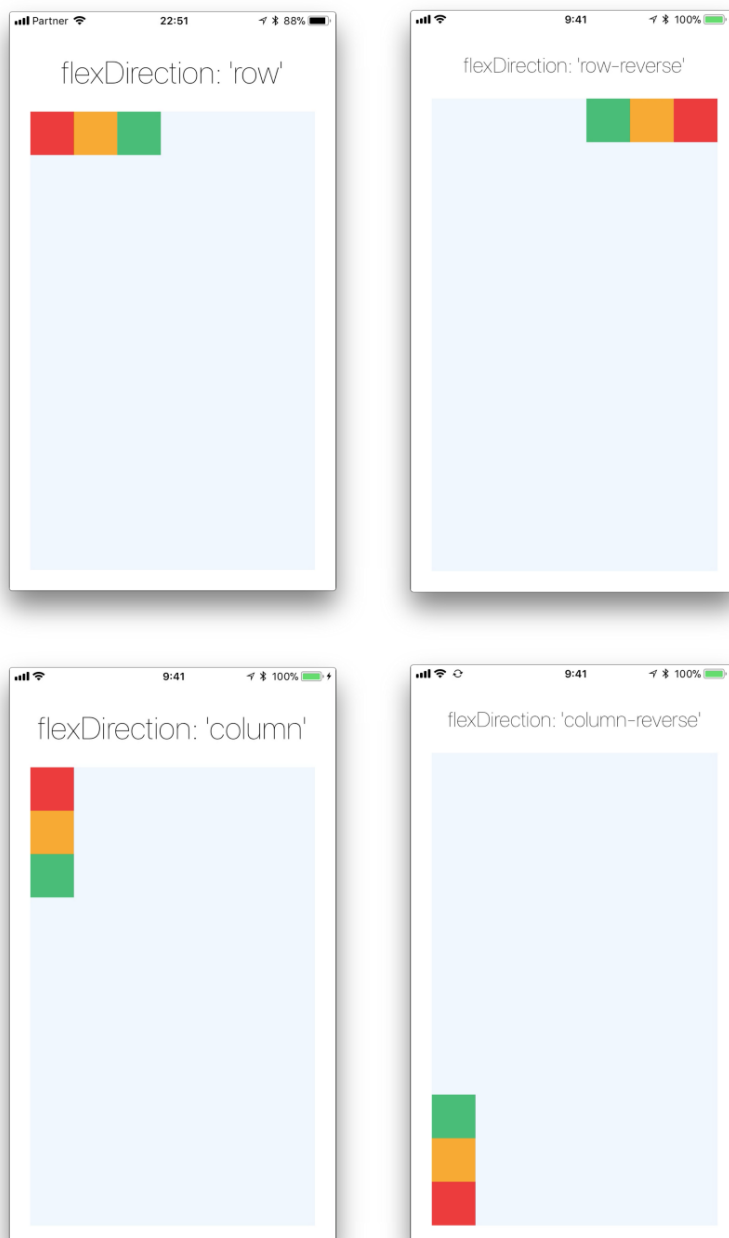 Partner 22:51 88%
flexDirection: 'row'
9:41 100%
flexDirection: 'row-reverse'
9:41 100%
flexDirection: 'column'
9:41 100%
flexDirection: 'column-reverse'